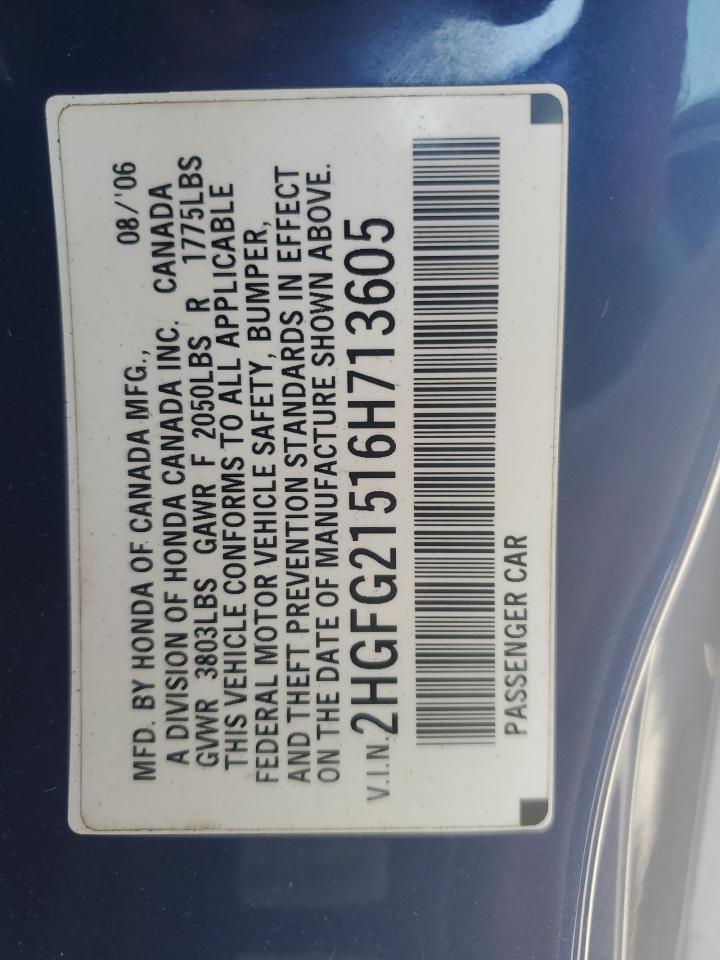 MFD. BY HONDA OF CANADA MFG., 08/'06
A DIVISION OF HONDA CANADA INC. CANADA
GVWR 3803LBS GAWR F 2050LBS R 1775LBS
THIS VEHICLE CONFORMS TO ALL APPLICABLE
FEDERAL MOTOR VEHICLE SAFETY, BUMPER,
AND THEFT PREVENTION STANDARDS IN EFFECT
ON THE DATE OF MANUFACTURE SHOWN ABOVE.
V.I.N. 2HGFG21516H713605
PASSENGER CAR